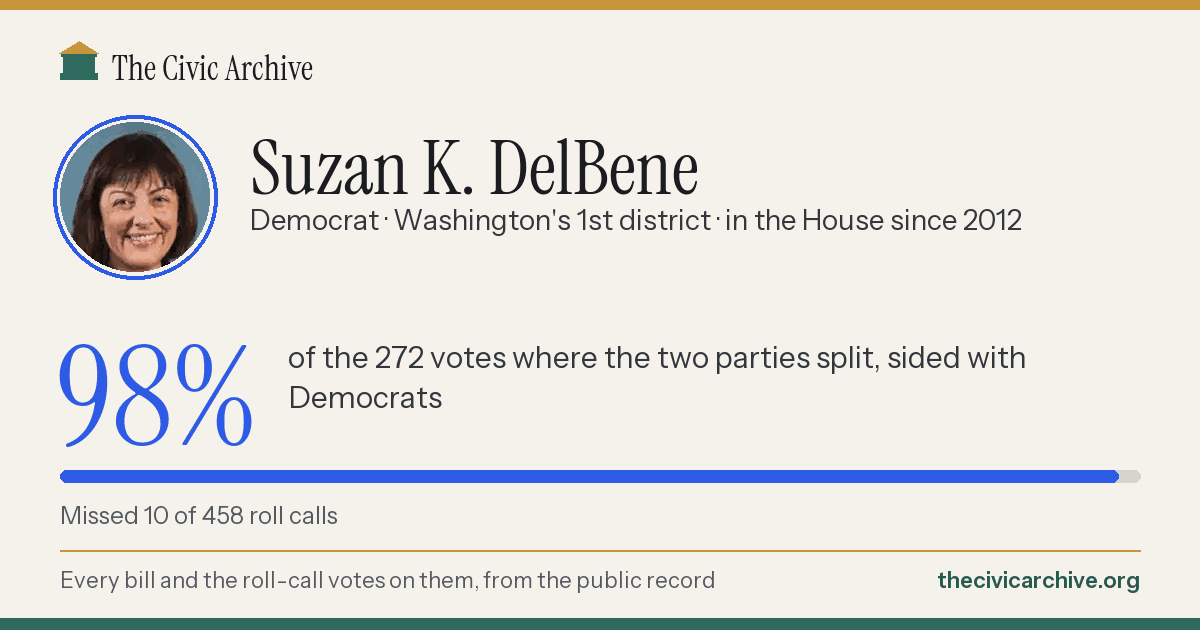 The Civic Archive
Suzan K. DelBene
Democrat · Washington's 1st district · in the House since 2012
98%
of the 272 votes where the two parties split, sided with
Democrats
Missed 10 of 458 roll calls
Every bill and the roll-call votes on them, from the public record
thecivicarchive.org